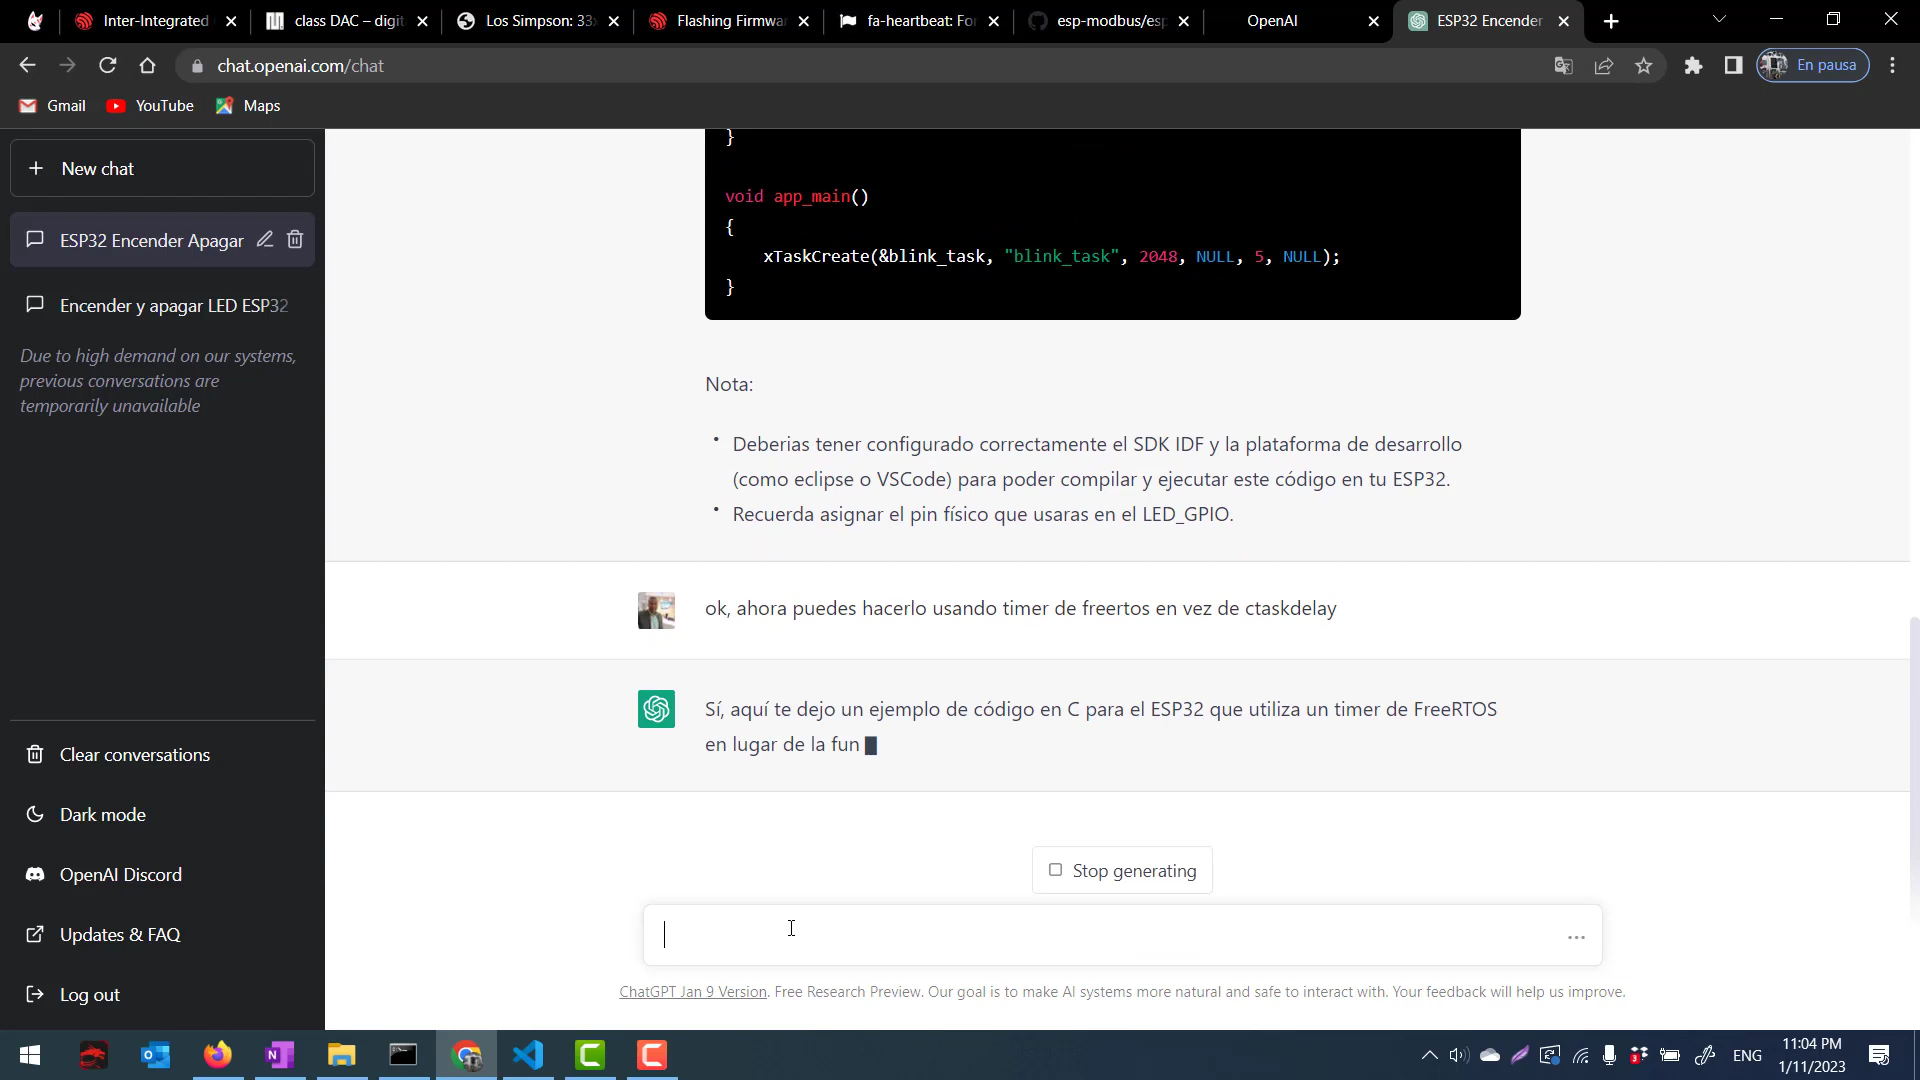 Inter-Integrated
class DAC – digit
Los Simpson: 33x
Flashing Firmwar
fa-heartbeat: Fon
esp-modbus/esp
OpenAI
ESP32 Encender
chat.openai.com/chat
En pausa
Gmail
YouTube
Maps
New chat
ESP32 Encender Apagar
Encender y apagar LED ESP32
Due to high demand on our systems,
previous conversations are
temporarily unavailable
Clear conversations
Dark mode
OpenAI Discord
Updates & FAQ
Log out
}
void app_main()
{
xTaskCreate(&blink_task, "blink_task", 2048, NULL, 5, NULL);
}
Nota:
• Deberias tener configurado correctamente el SDK IDF y la plataforma de desarrollo
(como eclipse o VSCode) para poder compilar y ejecutar este código en tu ESP32.
• Recuerda asignar el pin físico que usaras en el LED_GPIO.
ok, ahora puedes hacerlo usando timer de freertos en vez de ctaskdelay
Sí, aquí te dejo un ejemplo de código en C para el ESP32 que utiliza un timer de FreeRTOS
en lugar de la fun
Stop generating
ChatGPT Jan 9 Version. Free Research Preview. Our goal is to make AI systems more natural and safe to interact with. Your feedback will help us improve.
ENG
11:04 PM
1/11/2023